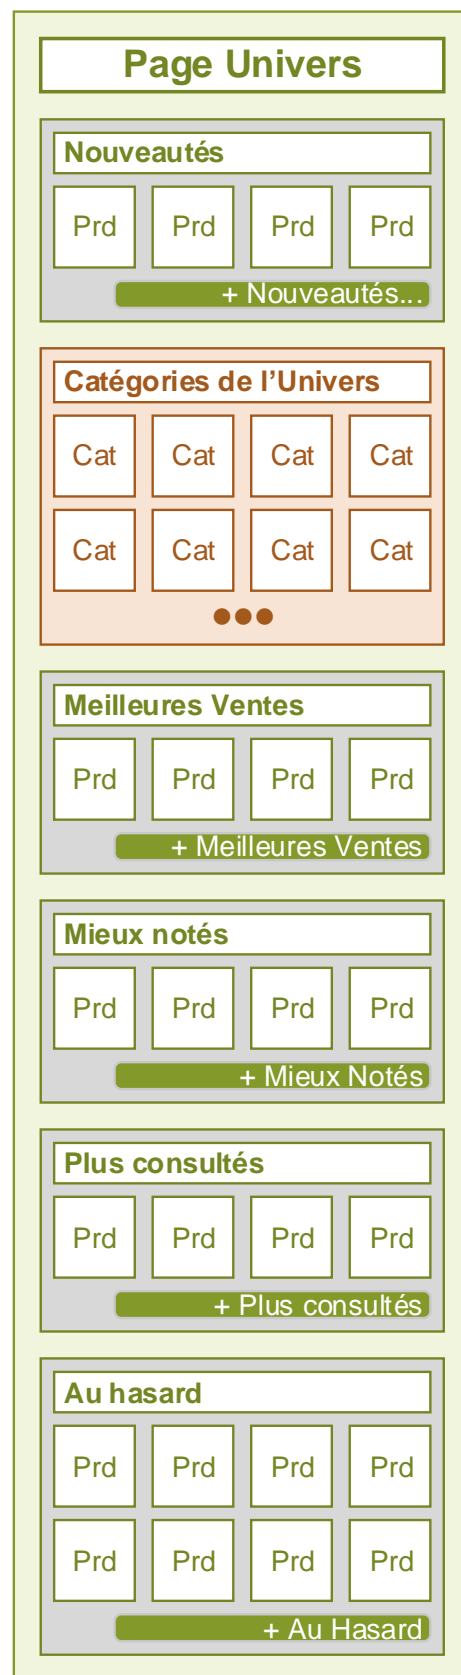 Page Univers
Nouveautés
Prd Prd Prd Prd
+ Nouveautés...
Catégories de l’Univers
Cat Cat Cat Cat
Cat Cat Cat Cat
Meilleures Ventes
Prd Prd Prd Prd
+ Meilleures Ventes
Mieux notés
Prd Prd Prd Prd
+ Mieux Notés
Plus consultés
Prd Prd Prd Prd
+ Plus consultés
Au hasard
Prd Prd Prd Prd
Prd Prd Prd Prd
+ Au Hasard